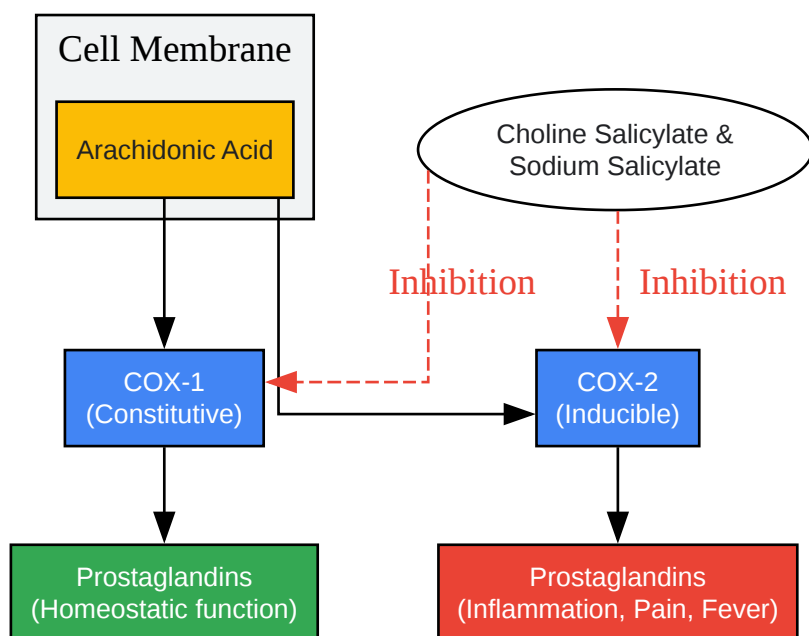 Cell Membrane
Arachidonic Acid
Choline Salicylate &
Sodium Salicylate
Inhibition
Inhibition
COX-1
(Constitutive)
COX-2
(Inducible)
Prostaglandins
(Homeostatic function)
Prostaglandins
(Inflammation, Pain, Fever)